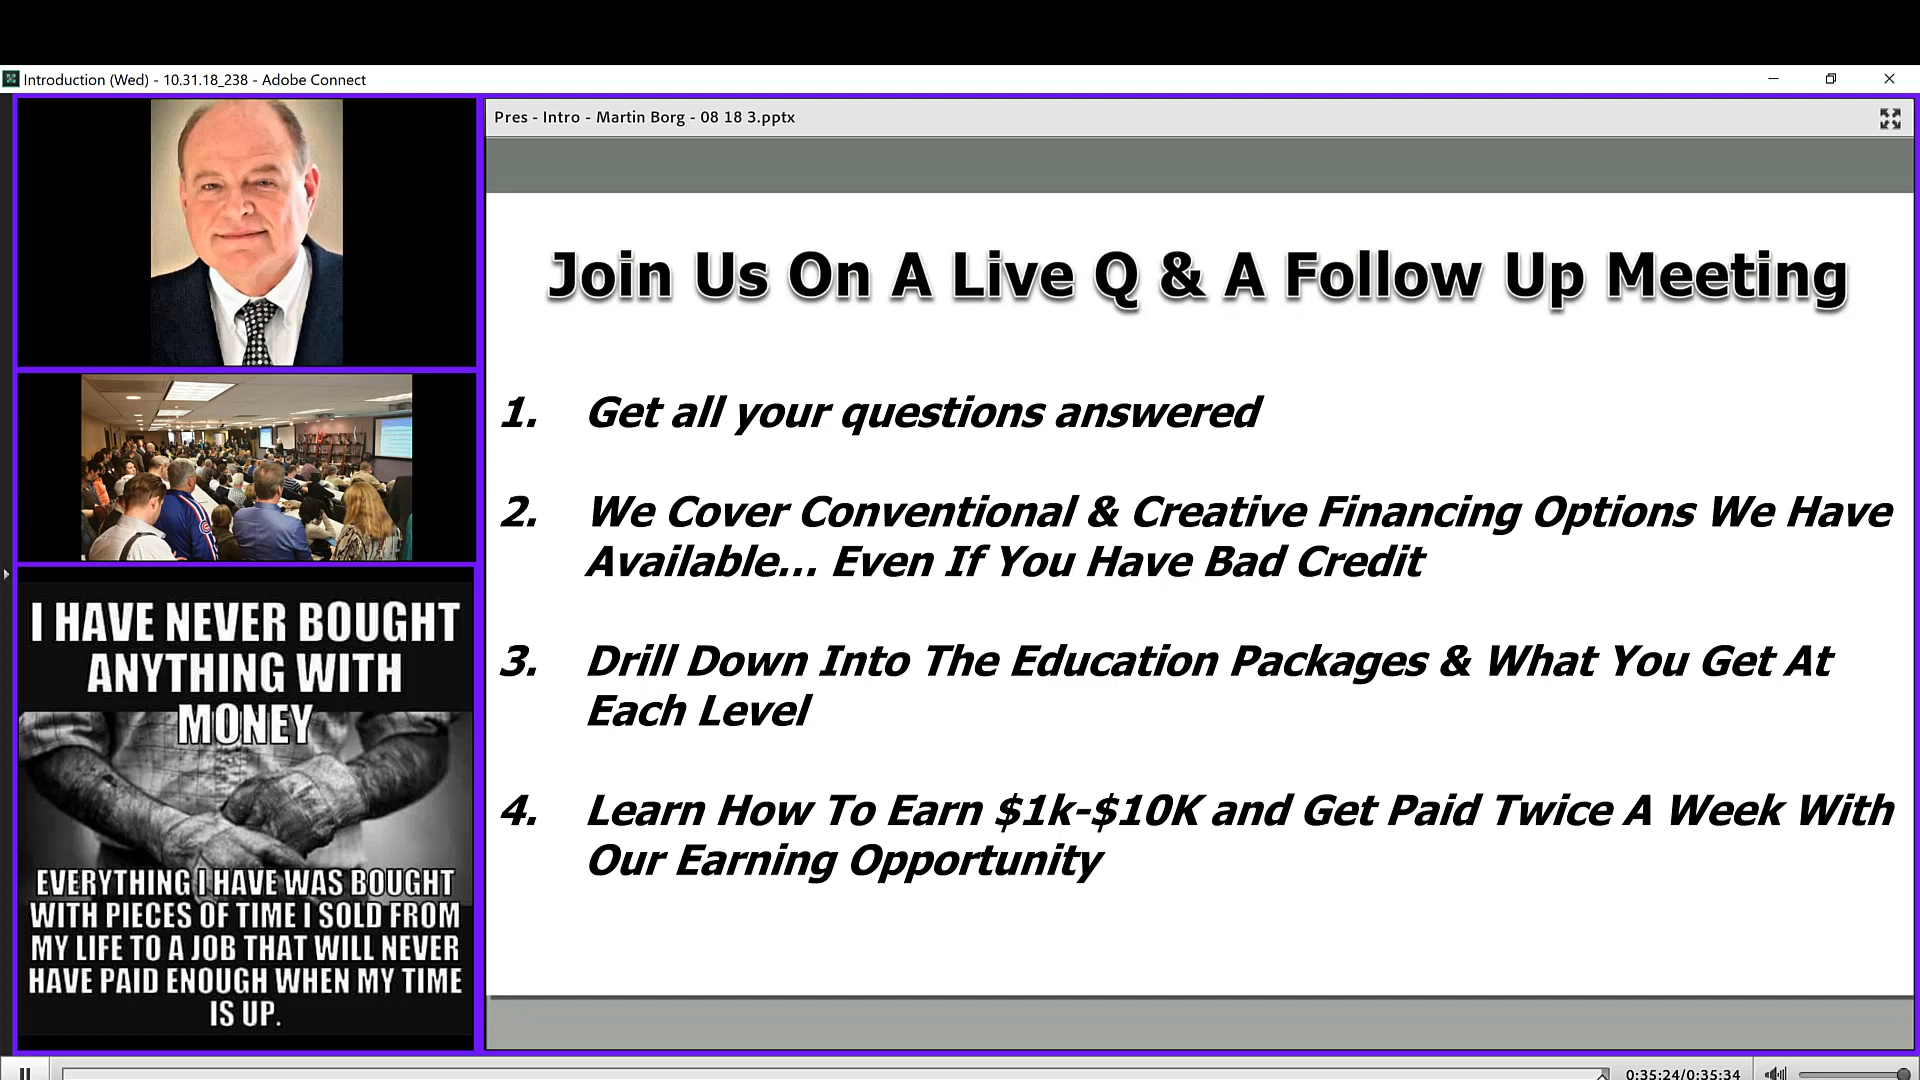 Introduction (Wed) - 10.31.18_238 - Adobe Connect
Pres - Intro - Martin Borg - 08 18 3.pptx
Join Us On A Live Q & A Follow Up Meeting
1. Get all your questions answered
2. We Cover Conventional & Creative Financing Options We Have
Available... Even If You Have Bad Credit
3. Drill Down Into The Education Packages & What You Get At
Each Level
4. Learn How To Earn $1k-$10K and Get Paid Twice A Week With
Our Earning Opportunity
I HAVE NEVER BOUGHT
ANYTHING WITH
MONEY
EVERYTHING I HAVE WAS BOUGHT
WITH PIECES OF TIME I SOLD FROM
MY LIFE TO A JOB THAT WILL NEVER
HAVE PAID ENOUGH WHEN MY TIME
IS UP.
0:35:24/0:35:34